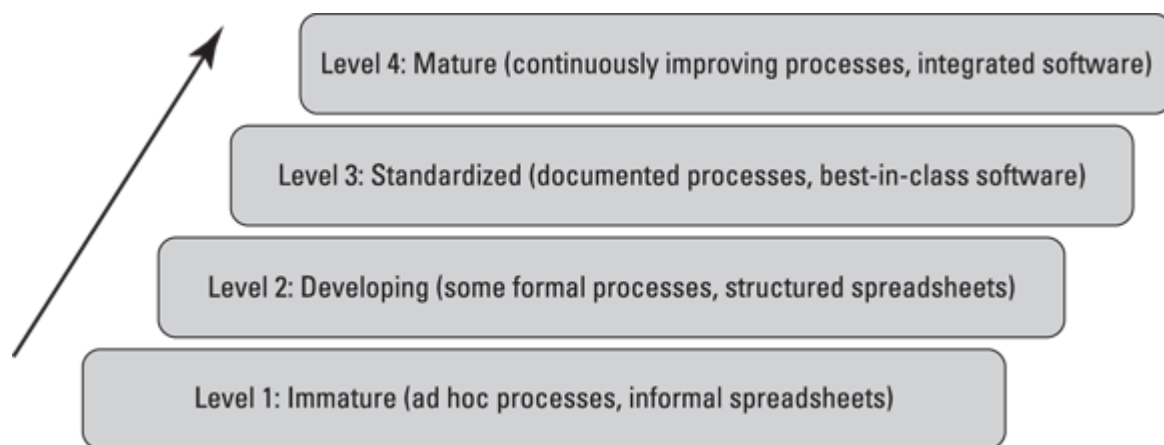 Level 4: Mature (continuously improving processes, integrated software)
Level 3: Standardized (documented processes, best-in-class software)
Level 2: Developing (some formal processes, structured spreadsheets)
Level 1: Immature (ad hoc processes, informal spreadsheets)